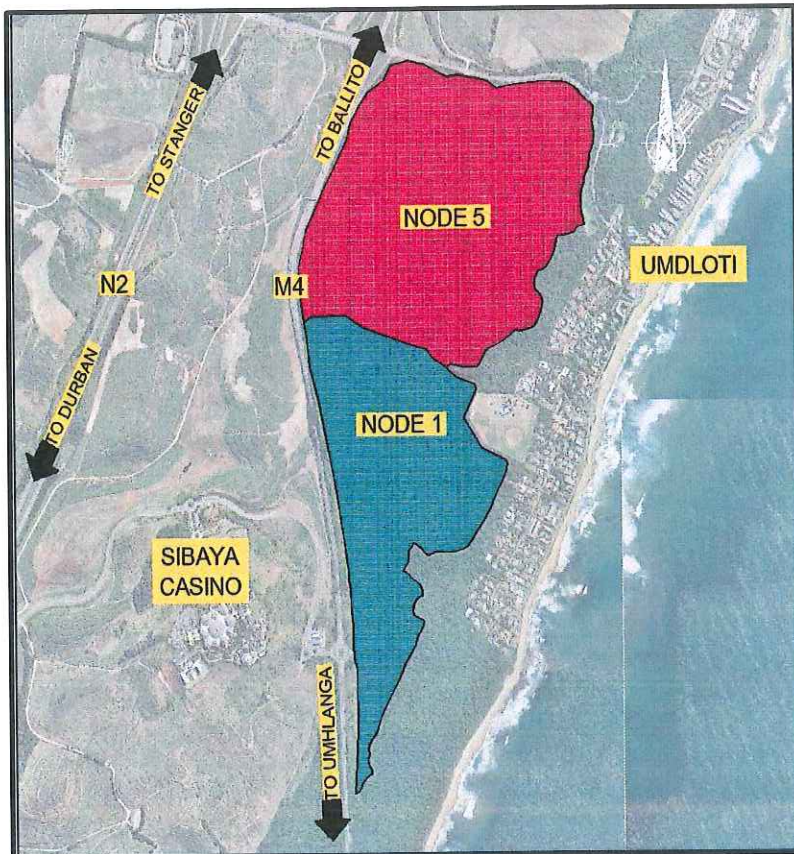 TO STANGER
TO BALLITO
NODE 5
UMDLOTI
N2
M4
TO DURBAN
NODE 1
SIBAYA
CASINO
TO UMHLANGA